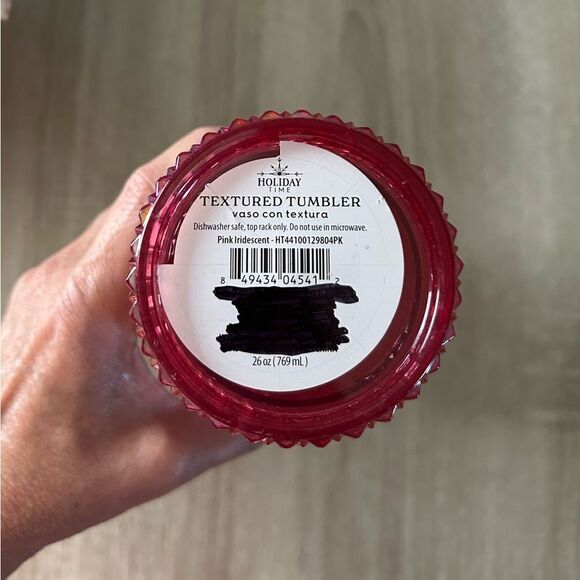 HOLIDAY
TIME
TEXTURED TUMBLER
vaso con textura
Dishwasher safe, top rack only. Do not use in microwave.
Pink Iridescent - HT44100129804PK
8 49434 04541 2
26 oz ( 769 mL )